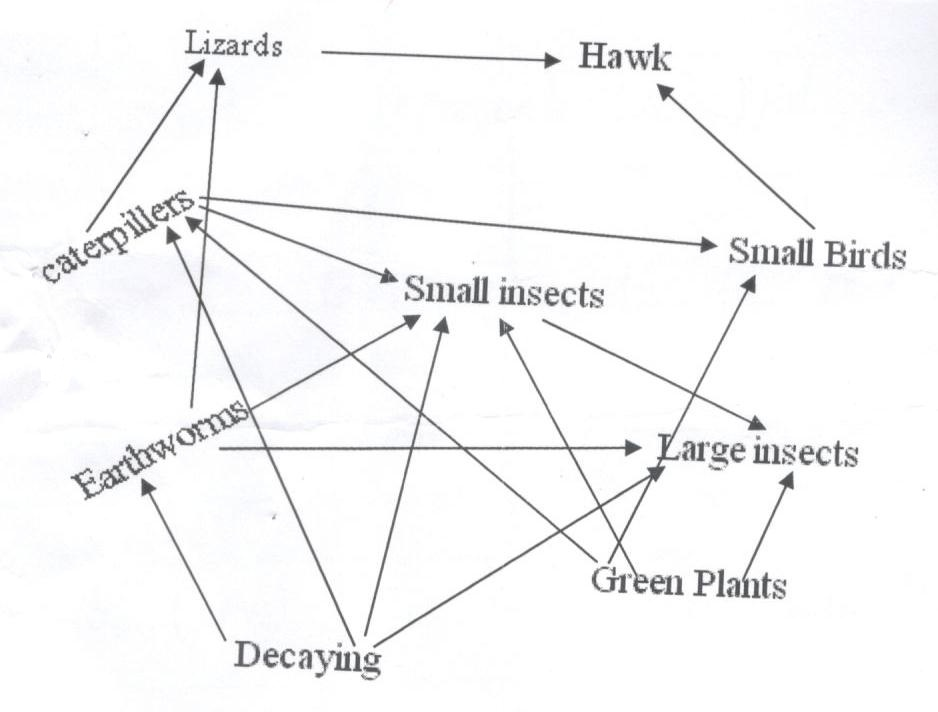 Lizards
Hawk
caterpillers
Small Birds
Small insects
Earthworms
Large insects
Green Plants
Decaying